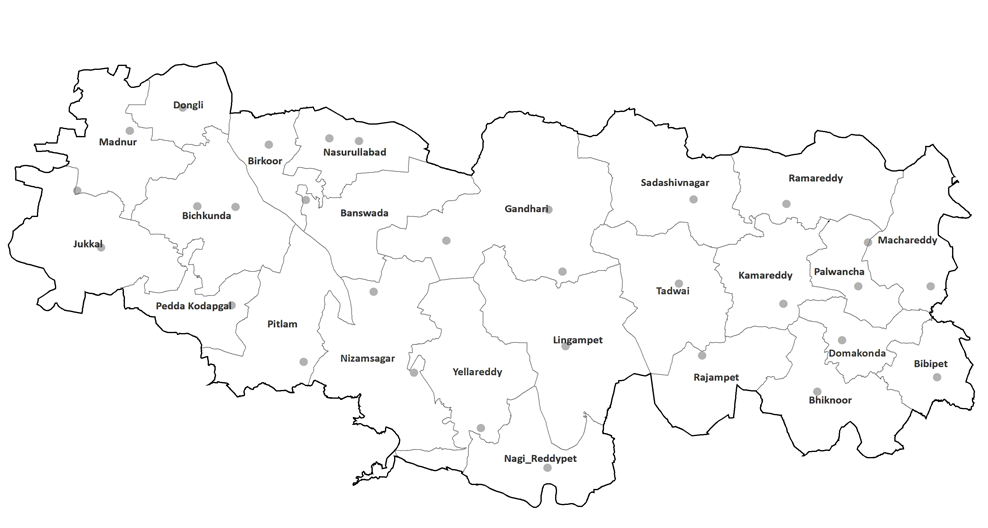 Dongli
Madnur
Nasurullabad
Birkoor
Ramareddy
Sadashivnagar
Gandhari
Banswada
Bichkunda
Machareddy
Jukkal
Palwancha
Kamareddy
Tadwai
Pedda Kodapgal
Pitlam
Lingampet
Domakonda
Nizamsagar
Bibipet
Yellareddy
Rajampet
Bhiknoor
Nagi_Reddypet